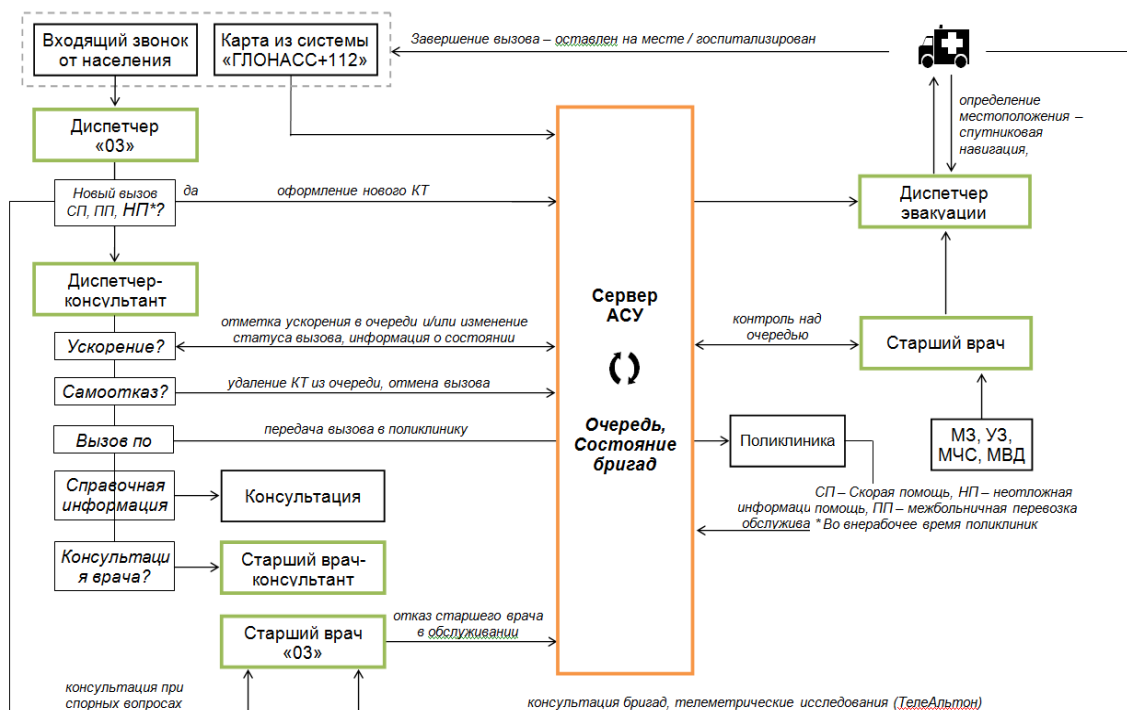 Входящий звонок
от населения
Карта из системы
«ГЛОНАСС+112»
Завершение вызова – оставлен на месте / госпитализирован
определение
местоположения –
спутниковая
навигация,
Диспетчер
«03»
Новый вызов
СП, ПП, НП*?
да
оформление нового КТ
Диспетчер
эвакуации
Диспетчер-
консультант
Сервер
АСУ
Очередь,
Состояние
бригад
отметка ускорения в очереди и/или изменение
статуса вызова, информация о состоянии
Ускорение?
контроль над
очередью
Старший врач
Самоотказ?
удаление КТ из очереди, отмена вызова
Вызов по
передача вызова в поликлинику
Поликлиника
МЗ, УЗ,
МЧС, МВД
Справочная
информация
Консультация
СП – Скорая помощь, НП – неотложная
информаци помощь, ПП – межбольничная перевозка
обслужива * Во внерабочее время поликлиник
Консультаци
я врача?
Старший врач-
консультант
Старший врач
«03»
отказ старшего врача
в обслуживании
консультация при
спорных вопросах
консультация бригад, телеметрические исследования (ТелеАльтон)